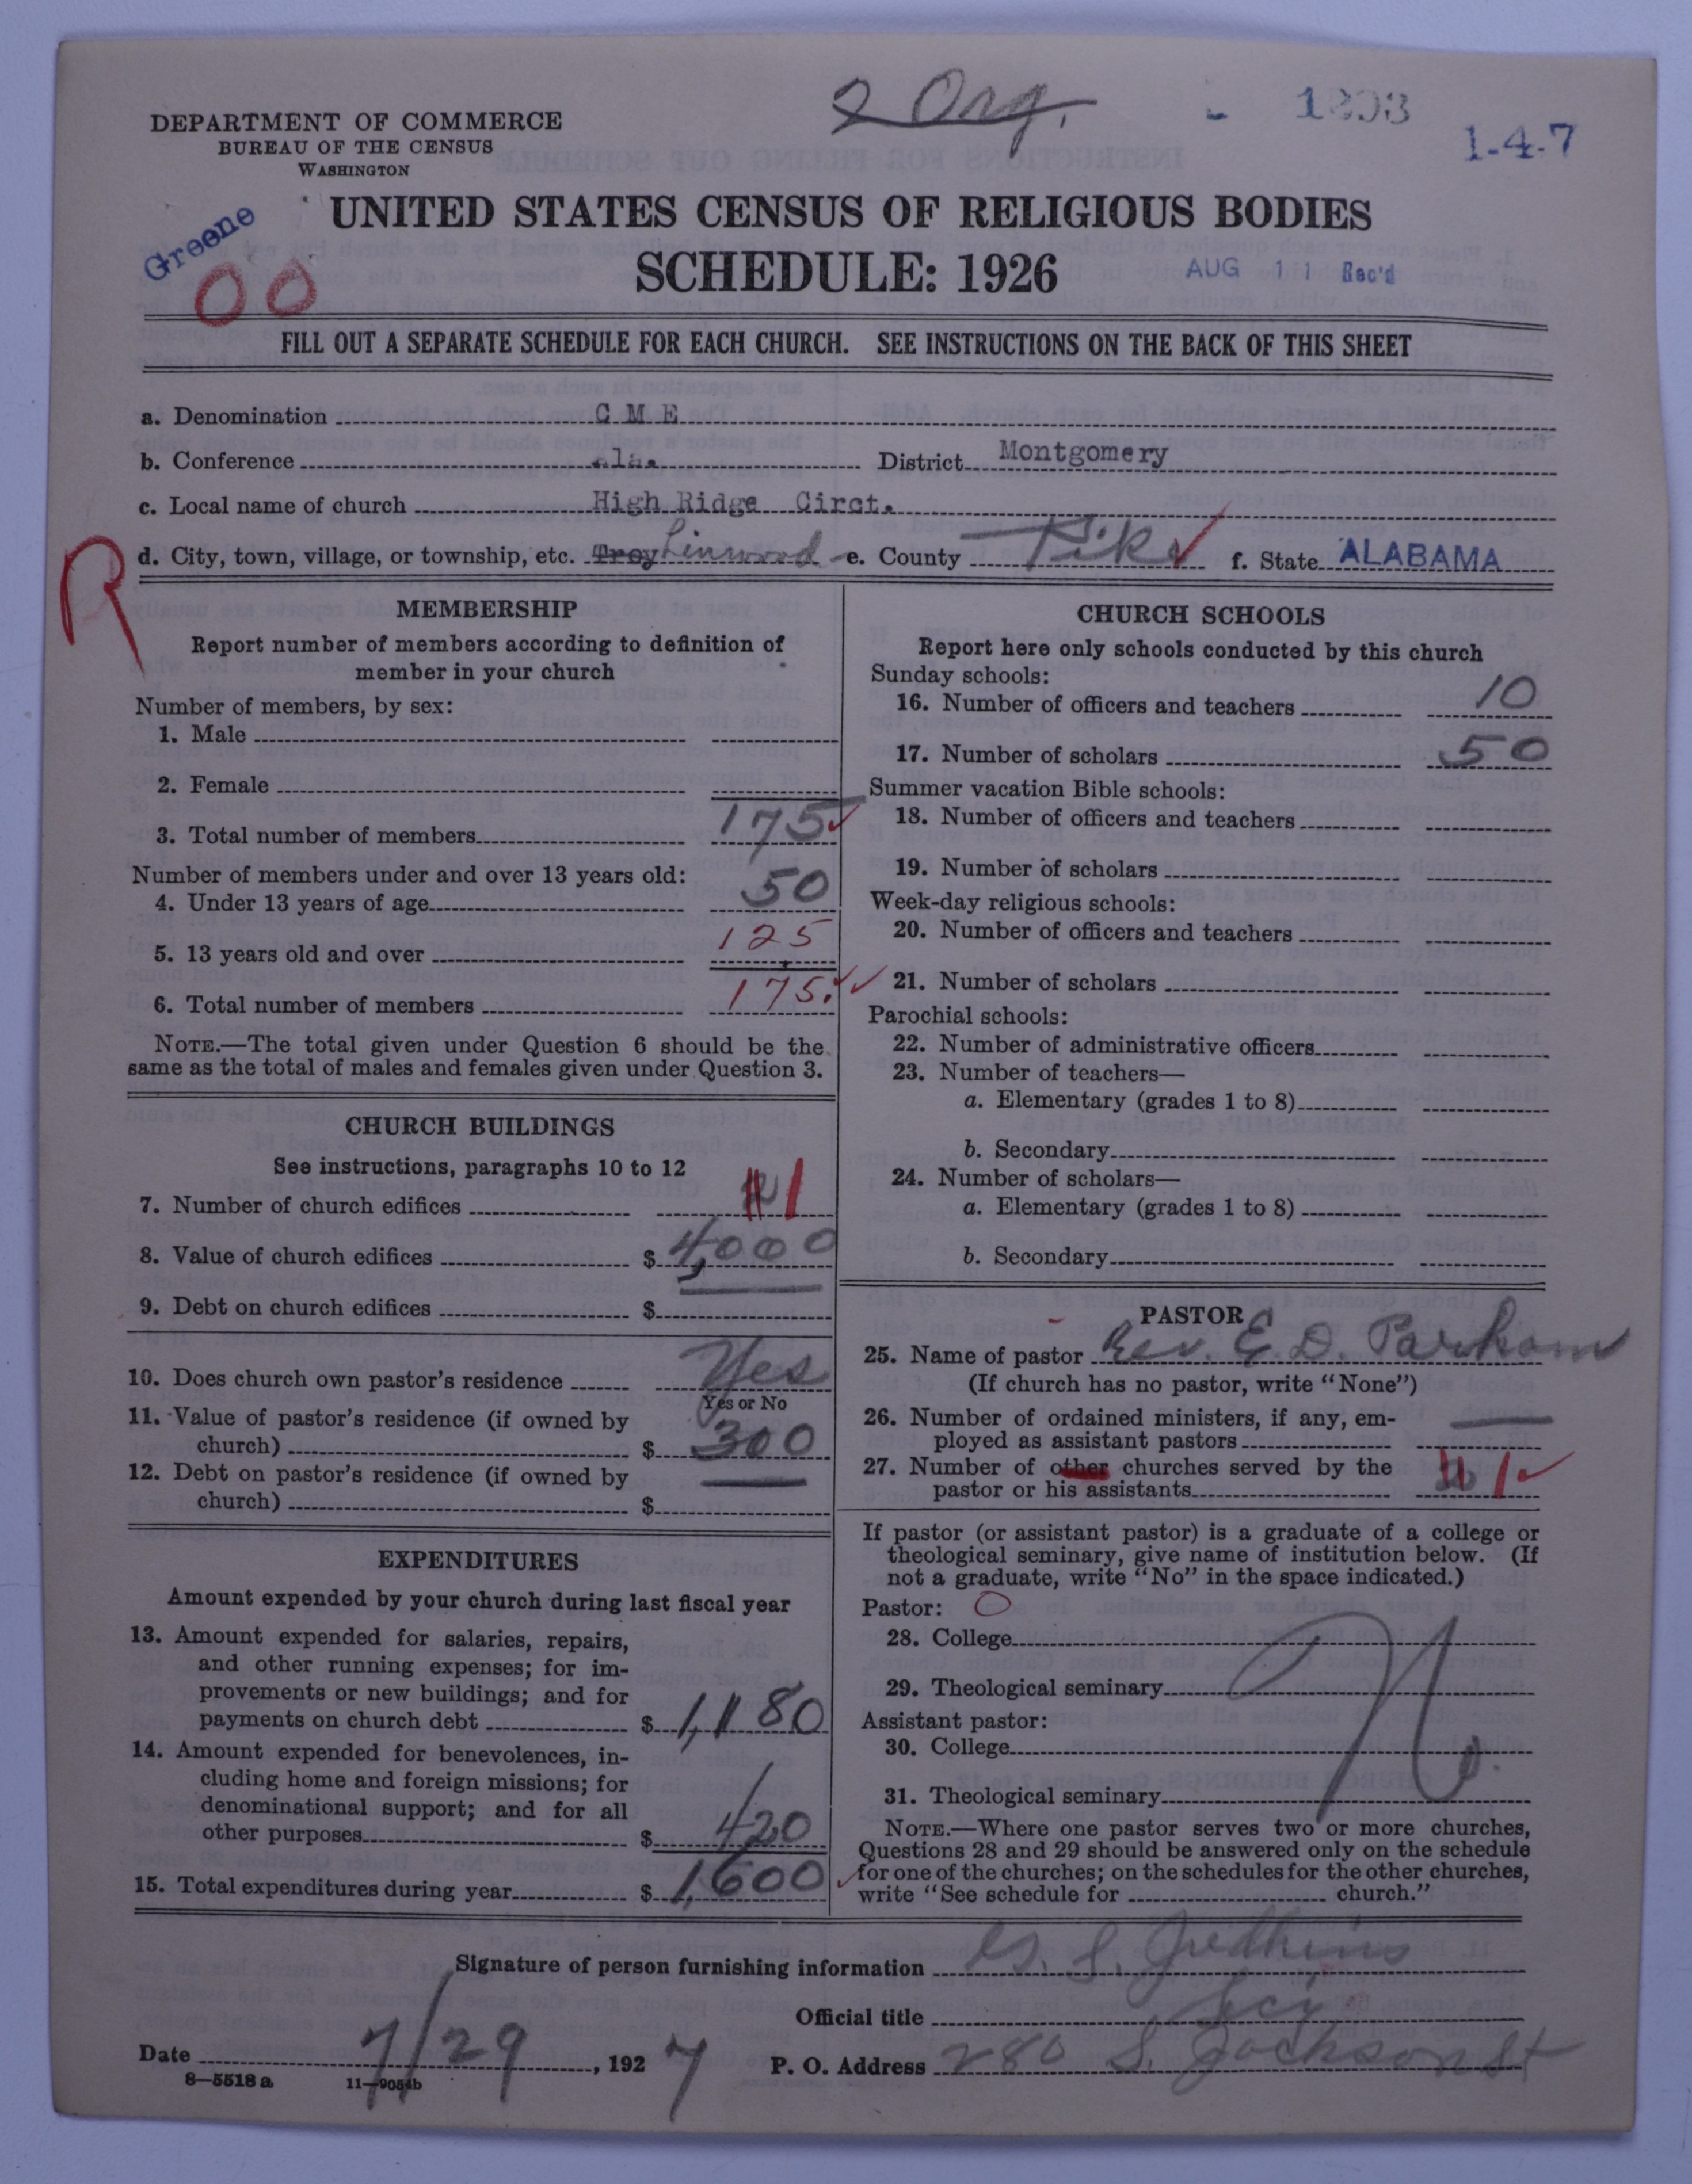 2 Org.
1-4-7
DEPARTMENT OF COMMERCE
BUREAU OF THE CENSUS
WASHINGTON
Greene
00
UNITED STATES CENSUS OF RELIGIOUS BODIES
SCHEDULE: 1926
AUG 11 Rec'd
FILL OUT A SEPARATE SCHEDULE FOR EACH CHURCH. SEE INSTRUCTIONS ON THE BACK OF THIS SHEET
a. Denomination C M E
b. Conference Ala. District Montgomery
c. Local name of church High Ridge Circt.
R
d. City, town, village, or township, etc. Troy Linwood e. County Pike f. State ALABAMA
MEMBERSHIP
Report number of members according to definition of
member in your church
Number of members, by sex:
1. Male
2. Female
3. Total number of members 175
Number of members under and over 13 years old:
4. Under 13 years of age 50
5. 13 years old and over 125
6. Total number of members 175
NOTE.—The total given under Question 6 should be the
same as the total of males and females given under Question 3.
CHURCH BUILDINGS
See instructions, paragraphs 10 to 12
7. Number of church edifices 1
8. Value of church edifices $ 4,000
9. Debt on church edifices $
10. Does church own pastor's residence Yes
Yes or No
11. Value of pastor's residence (if owned by
church) $ 300
12. Debt on pastor's residence (if owned by
church) $
EXPENDITURES
Amount expended by your church during last fiscal year
13. Amount expended for salaries, repairs,
and other running expenses; for im-
provements or new buildings; and for
payments on church debt $ 1,180
14. Amount expended for benevolences, in-
cluding home and foreign missions; for
denominational support; and for all
other purposes $ 420
15. Total expenditures during year $ 1,600
CHURCH SCHOOLS
Report here only schools conducted by this church
Sunday schools:
16. Number of officers and teachers 10
17. Number of scholars 50
Summer vacation Bible schools:
18. Number of officers and teachers
19. Number of scholars
Week-day religious schools:
20. Number of officers and teachers
21. Number of scholars
Parochial schools:
22. Number of administrative officers
23. Number of teachers—
a. Elementary (grades 1 to 8)
b. Secondary
24. Number of scholars—
a. Elementary (grades 1 to 8)
b. Secondary
PASTOR
25. Name of pastor Rev. E. D. Parham
(If church has no pastor, write "None")
26. Number of ordained ministers, if any, em-
ployed as assistant pastors —
27. Number of other churches served by the
pastor or his assistants 1
If pastor (or assistant pastor) is a graduate of a college or
theological seminary, give name of institution below. (If
not a graduate, write "No" in the space indicated.)
Pastor: O
28. College
29. Theological seminary
No.
Assistant pastor:
30. College
31. Theological seminary
NOTE.—Where one pastor serves two or more churches,
Questions 28 and 29 should be answered only on the schedule
for one of the churches; on the schedules for the other churches,
write "See schedule for church."
Signature of person furnishing information S. Judkins
Official title
Date 7/29, 1927 P. O. Address 280 S. Jackson St
8—5518 a 11—9054b